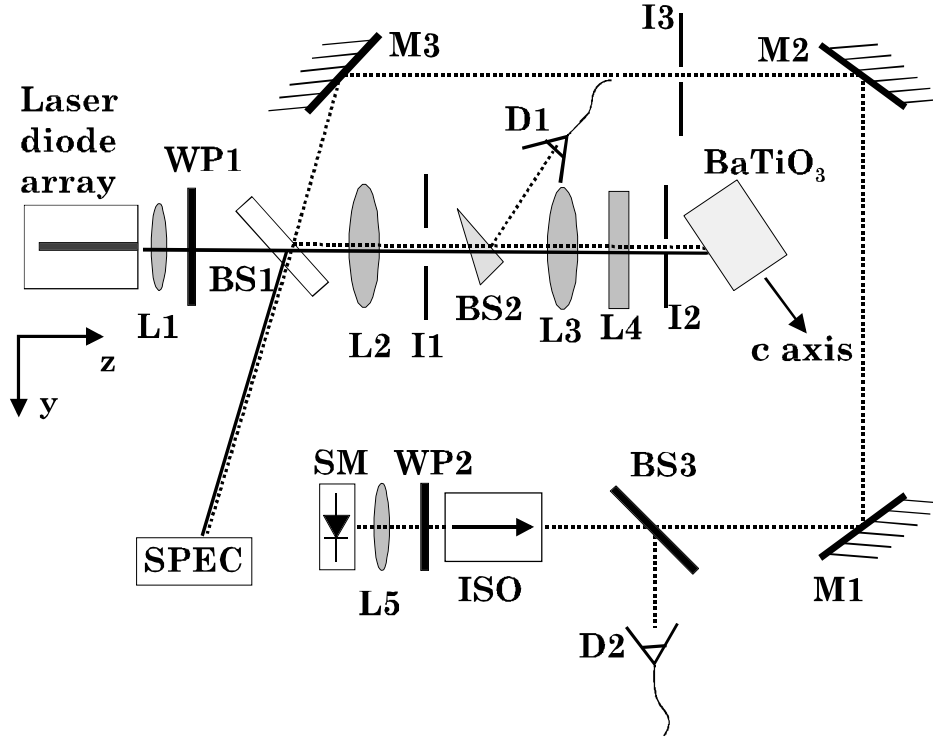 I3
M3
M2
Laser
diode
array
D1
WP1
BaTiO₃
BS1
BS2
L1
L2
I1
L3
L4
I2
z
c axis
y
SM
WP2
BS3
SPEC
L5
ISO
M1
D2